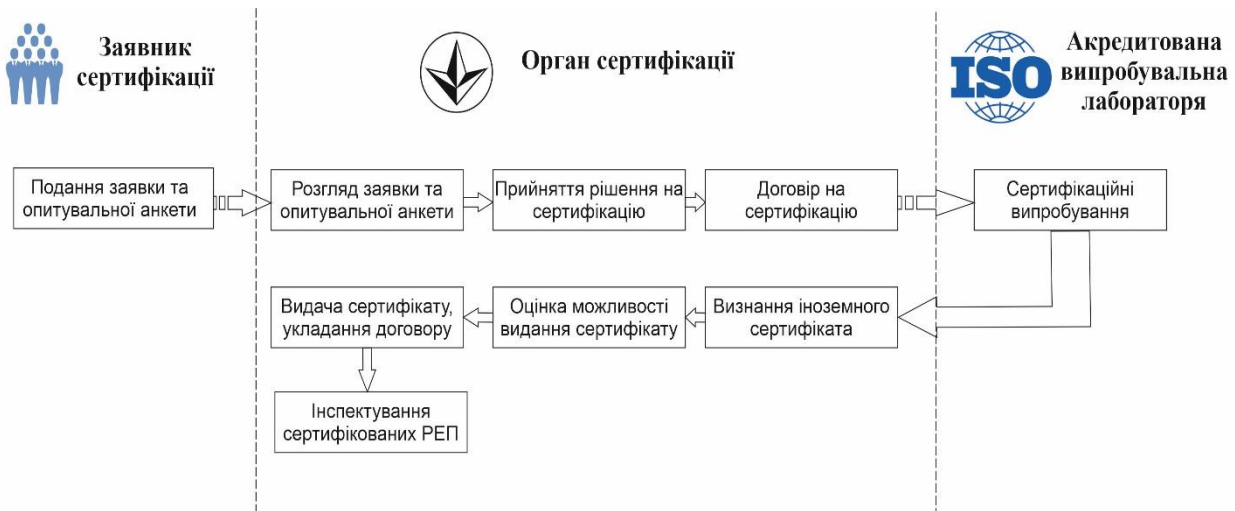 Заявник
сертифікації
Орган сертифікації
ISO
Акредитована
випробувальна
лабораторя
Подання заявки та
опитувальної анкети
Розгляд заявки та
опитувальної анкети
Прийняття рішення на
сертифікацію
Договір на
сертифікацію
Сертифікаційні
випробування
Видача сертифікату,
укладання договору
Оцінка можливості
видання сертифікату
Визнання іноземного
сертифіката
Інспектування
сертифікованих РЕП